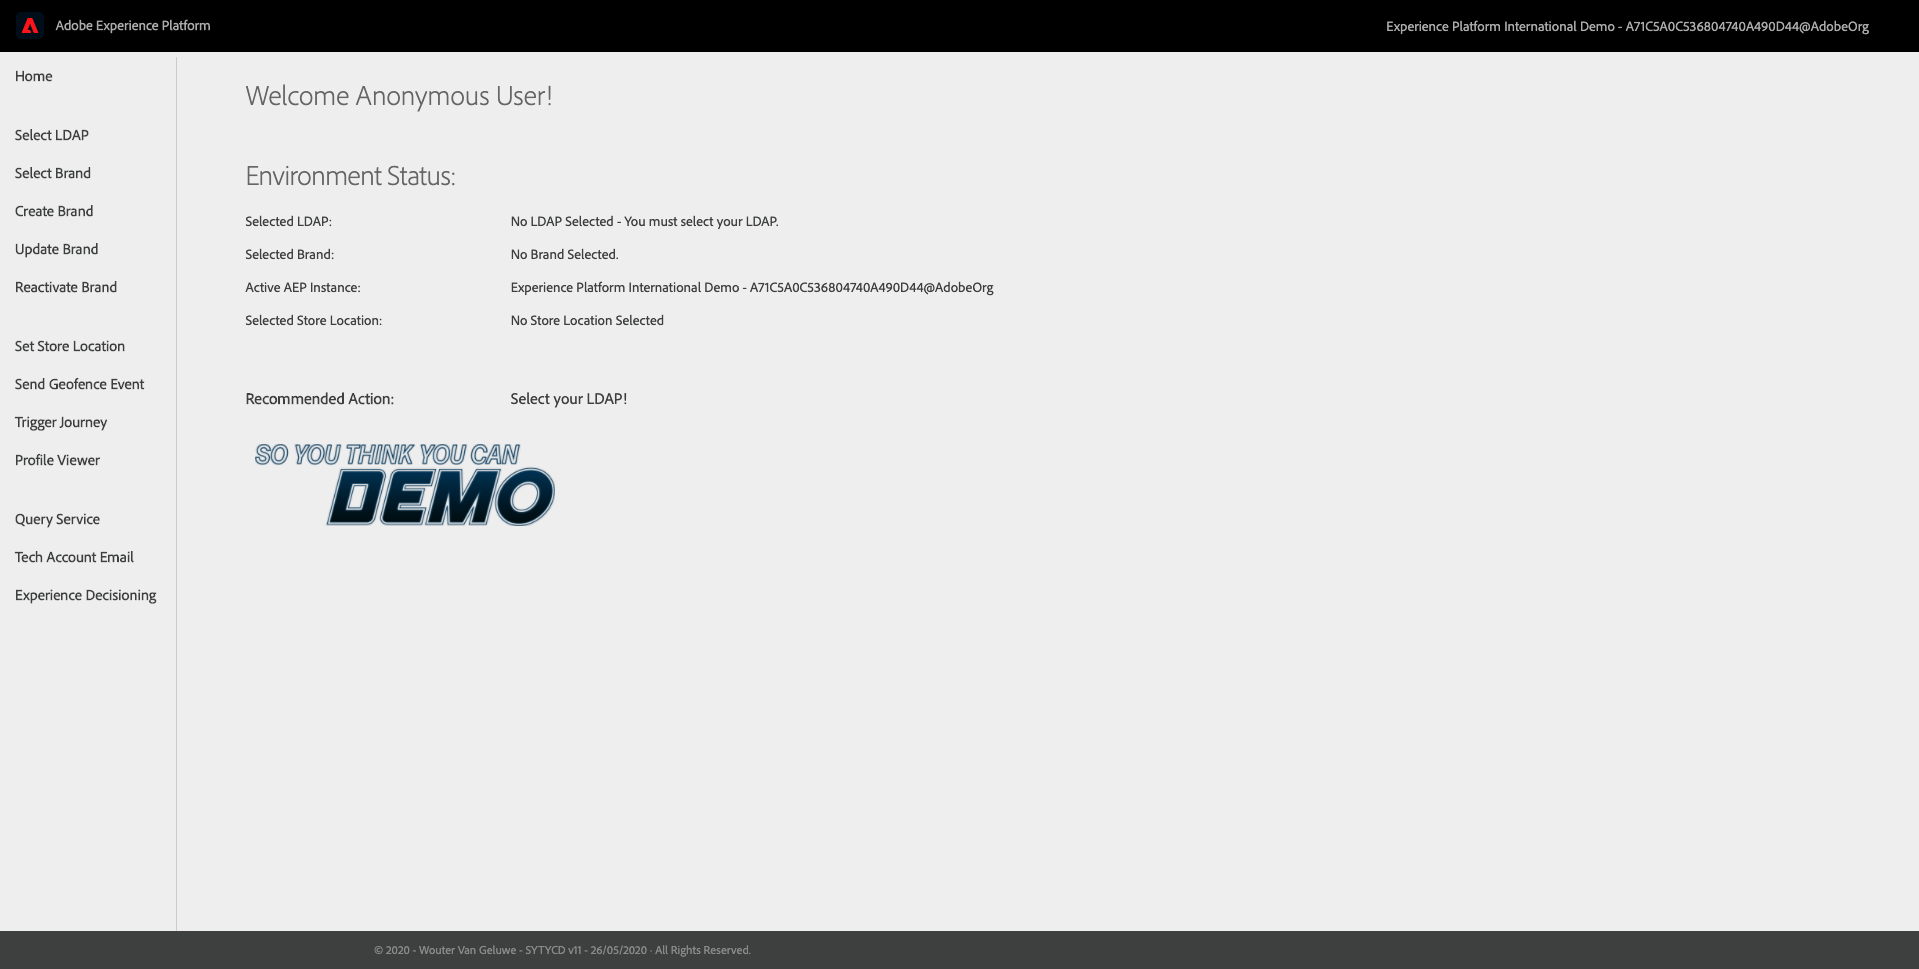 Adobe Experience Platform
Experience Platform International Demo - A71C5A0C536804740A490D44@AdobeOrg
Home
Select LDAP
Select Brand
Create Brand
Update Brand
Reactivate Brand
Set Store Location
Send Geofence Event
Trigger Journey
Profile Viewer
Query Service
Tech Account Email
Experience Decisioning
Welcome Anonymous User!
Environment Status:
Selected LDAP: No LDAP Selected - You must select your LDAP.
Selected Brand: No Brand Selected.
Active AEP Instance: Experience Platform International Demo - A71C5A0C536804740A490D44@AdobeOrg
Selected Store Location: No Store Location Selected
Recommended Action: Select your LDAP!
SO YOU THINK YOU CAN
DEMO
© 2020 - Wouter Van Geluwe - SYTYCD v11 - 26/05/2020 · All Rights Reserved.